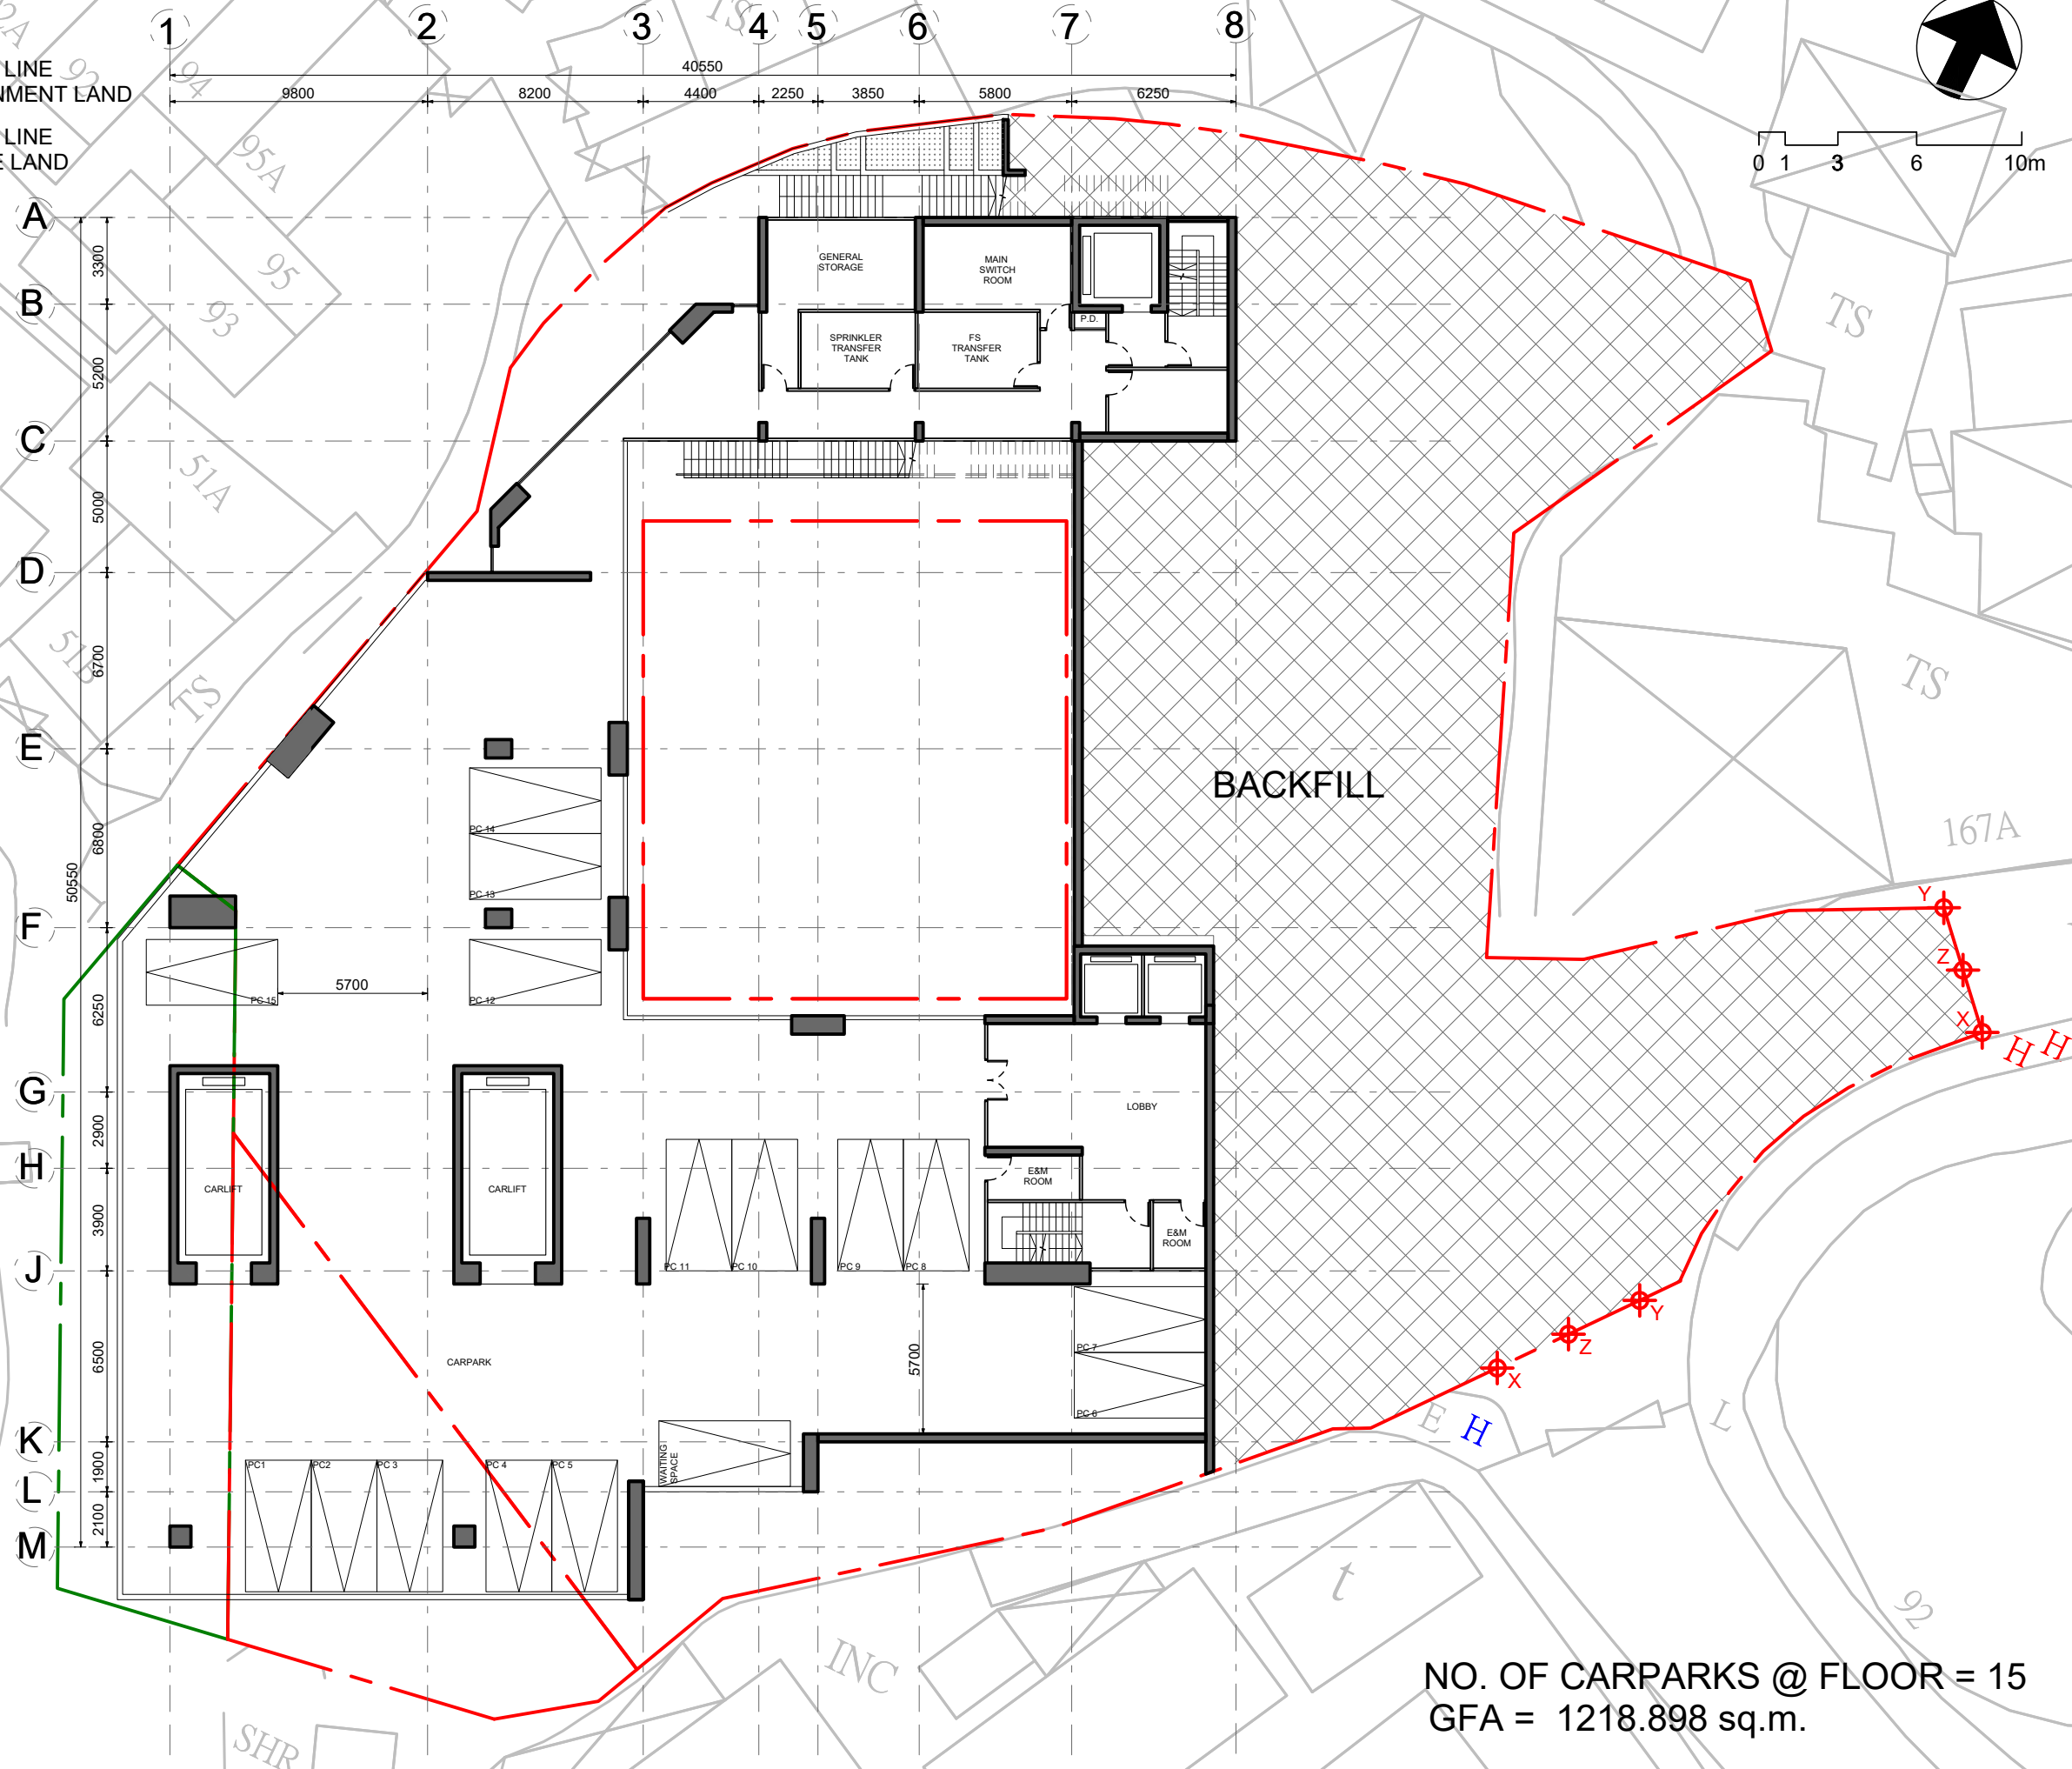 1 2 3 4 5 6 7 8
LINE
NMENT LAND
LINE
LAND
40550
9800 8200 4400 2250 3850 5800 6250
0 1 3 6 10m
A
B
C
D
E
F
G
H
J
K
L
M
3300
5200
5000
6700
6800
50550
6250
2900
3900
6500
1900
2100
92
94
95A
95
93
51A
51B
TS
TS
TS
TS
167A
GENERAL
STORAGE
MAIN
SWITCH
ROOM
SPRINKLER
TRANSFER
TANK
FS
TRANSFER
TANK
P.D.
BACKFILL
PC 14
PC 13
PC 12
PC 15
5700
Y
Z
X
H H
LOBBY
E&M
ROOM
E&M
ROOM
CARLIFT
CARLIFT
PC 11
PC 10
PC 9
PC 8
PC 7
PC 6
5700
CARPARK
WAITING
SPACE
PC1
PC2
PC 3
PC 4
PC 5
Y
Z
X
E
H
L
t
92
INC
SHR
NO. OF CARPARKS @ FLOOR = 15
GFA = 1218.898 sq.m.